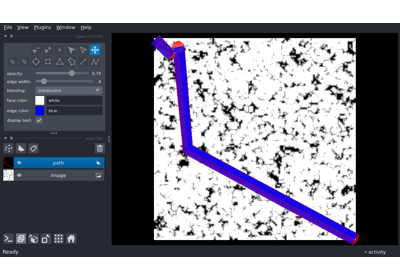 File View Plugins Window Help
opacity: 0.70
edge width: 4
blending: translucent
face color: white
edge color: blue
display text:
path
Image
Ready activity